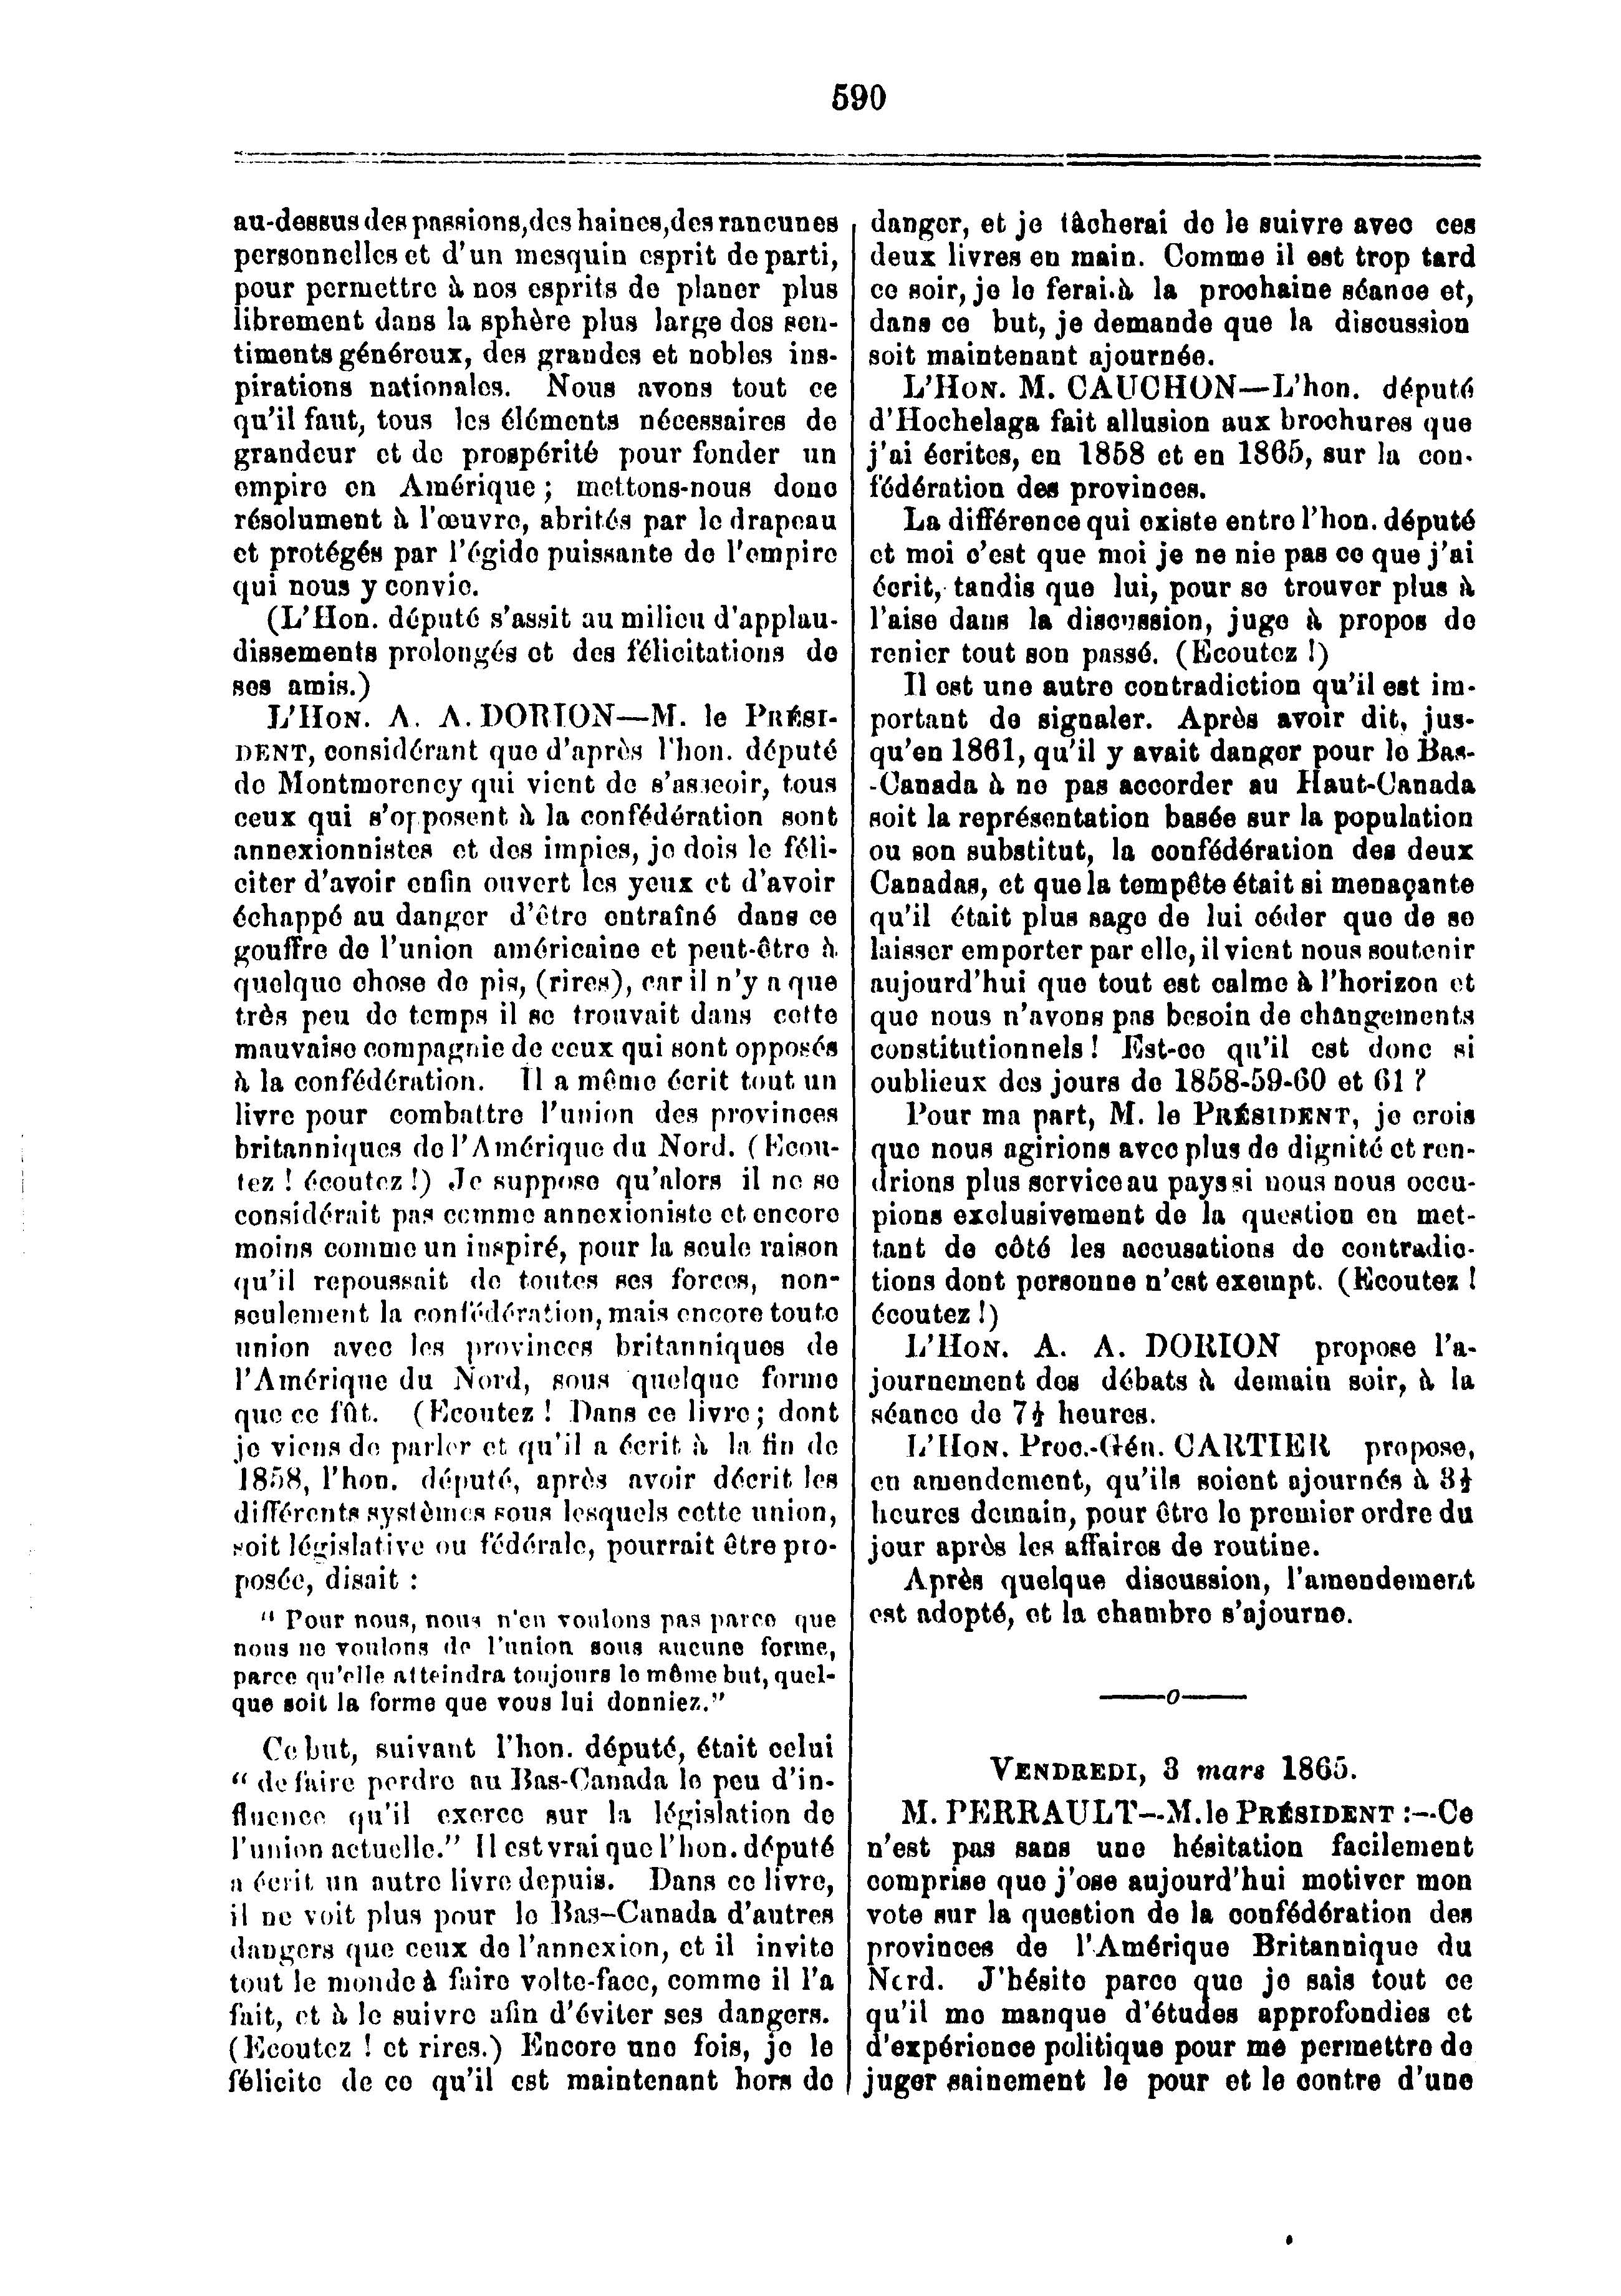 590
au-dessus des passions, des haines, des rancunes
personnelles et d'un mesquin esprit de parti,
pour permettre à nos esprits de planer plus
librement dans la sphère plus large des sen-
timents généreux, des grandes et nobles ins-
pirations nationales. Nous avons tout ce
qu'il faut, tous les éléments nécessaires de
grandeur et de prospérité pour fonder un
empire en Amérique ; mettons-nous donc
résolument à l'œuvre, abrités par le drapeau
et protégés par l'égide puissante de l'empire
qui nous y convie.
(L'Hon. député s'assit au milieu d'applau-
dissements prolongés et des félicitations de
ses amis.)
L'HON. A. A. DORION—M. le PRÉSI-
DENT, considérant que d'après l'hon. député
de Montmorency qui vient de s'asseoir, tous
ceux qui s'opposent à la confédération sont
annexionnistes et des impies, je dois le féli-
citer d'avoir enfin ouvert les yeux et d'avoir
échappé au danger d'être entraîné dans ce
gouffre de l'union américaine et peut-être à
quelque chose de pis, (rires), car il n'y a que
très peu de temps il se trouvait dans cette
mauvaise compagnie de ceux qui sont opposés
à la confédération. Il a même écrit tout un
livre pour combattre l'union des provinces
britanniques de l'Amérique du Nord. (Ecou-
tez ! écoutez !) Je suppose qu'alors il ne se
considérait pas comme annexioniste et encore
moins comme un inspiré, pour la seule raison
qu'il repoussait de toutes ses forces, non-
seulement la confédération, mais encore toute
union avec les provinces britanniques de
l'Amérique du Nord, sous quelque forme
que ce fût. (Ecoutez ! Dans ce livre ; dont
je viens de parler et qu'il a écrit à la fin de
1858, l'hon. député, après avoir décrit les
différents systèmes sous lesquels cette union,
soit législative ou fédérale, pourrait être pro-
posée, disait :
" Pour nous, nous n'en voulons pas parce que
nous ne voulons de l'union sous aucune forme,
parce qu'elle atteindra toujours le même but, quel-
que soit la forme que vous lui donniez."
Ce but, suivant l'hon. député, était celui
" de faire perdre au Bas-Canada le peu d'in-
fluence qu'il exerce sur la législation de
l'union actuelle." Il est vrai que l'hon. député
a écrit un autre livre depuis. Dans ce livre,
il ne voit plus pour le Bas-Canada d'autres
dangers que ceux de l'annexion, et il invite
tout le monde à faire volte-face, comme il l'a
fait, et à le suivre afin d'éviter ses dangers.
(Ecoutez ! et rires.) Encore une fois, je le
félicite de ce qu'il est maintenant hors de
danger, et je tâcherai de le suivre avec ces
deux livres en main. Comme il est trop tard
ce soir, je le ferai à la prochaine séance et,
dans ce but, je demande que la discussion
soit maintenant ajournée.
L'HON. M. CAUCHON—L'hon. député
d'Hochelaga fait allusion aux brochures que
j'ai écrites, en 1858 et en 1865, sur la con-
fédération des provinces.
La différence qui existe entre l'hon. député
et moi c'est que moi je ne nie pas ce que j'ai
écrit, tandis que lui, pour se trouver plus à
l'aise dans la discussion, juge à propos de
renier tout son passé. (Ecoutez !)
Il est une autre contradiction qu'il est im-
portant de signaler. Après avoir dit, jus-
qu'en 1861, qu'il y avait danger pour le Bas-
-Canada à ne pas accorder au Haut-Canada
soit la représentation basée sur la population
ou son substitut, la confédération des deux
Canadas, et que la tempête était si menaçante
qu'il était plus sage de lui céder que de se
laisser emporter par elle, il vient nous soutenir
aujourd'hui que tout est calme à l'horizon et
que nous n'avons pas besoin de changements
constitutionnels ! Est-ce qu'il est donc si
oublieux des jours de 1858-59-60 et 61 ?
Pour ma part, M. le PRÉSIDENT, je crois
que nous agirions avec plus de dignité et ren-
drions plus service au pays si nous nous occu-
pions exclusivement de la question en met-
tant de côté les accusations de contradic-
tions dont personne n'est exempt. (Ecoutez !
écoutez !)
L'HON. A. A. DORION propose l'a-
journement des débats à demain soir, à la
séance de 7½ heures.
L'HON. Proc.-Gén. CARTIER propose,
en amendement, qu'ils soient ajournés à 3½
heures demain, pour être le premier ordre du
jour après les affaires de routine.
Après quelque discussion, l'amendement
est adopté, et la chambre s'ajourne.
——o——
VENDREDI, 3 mars 1865.
M. PERRAULT—M. le PRÉSIDENT :—Ce
n'est pas sans une hésitation facilement
comprise que j'ose aujourd'hui motiver mon
vote sur la question de la confédération des
provinces de l'Amérique Britannique du
Nord. J'hésite parce que je sais tout ce
qu'il me manque d'études approfondies et
d'expérience politique pour me permettre de
juger sainement le pour et le contre d'une